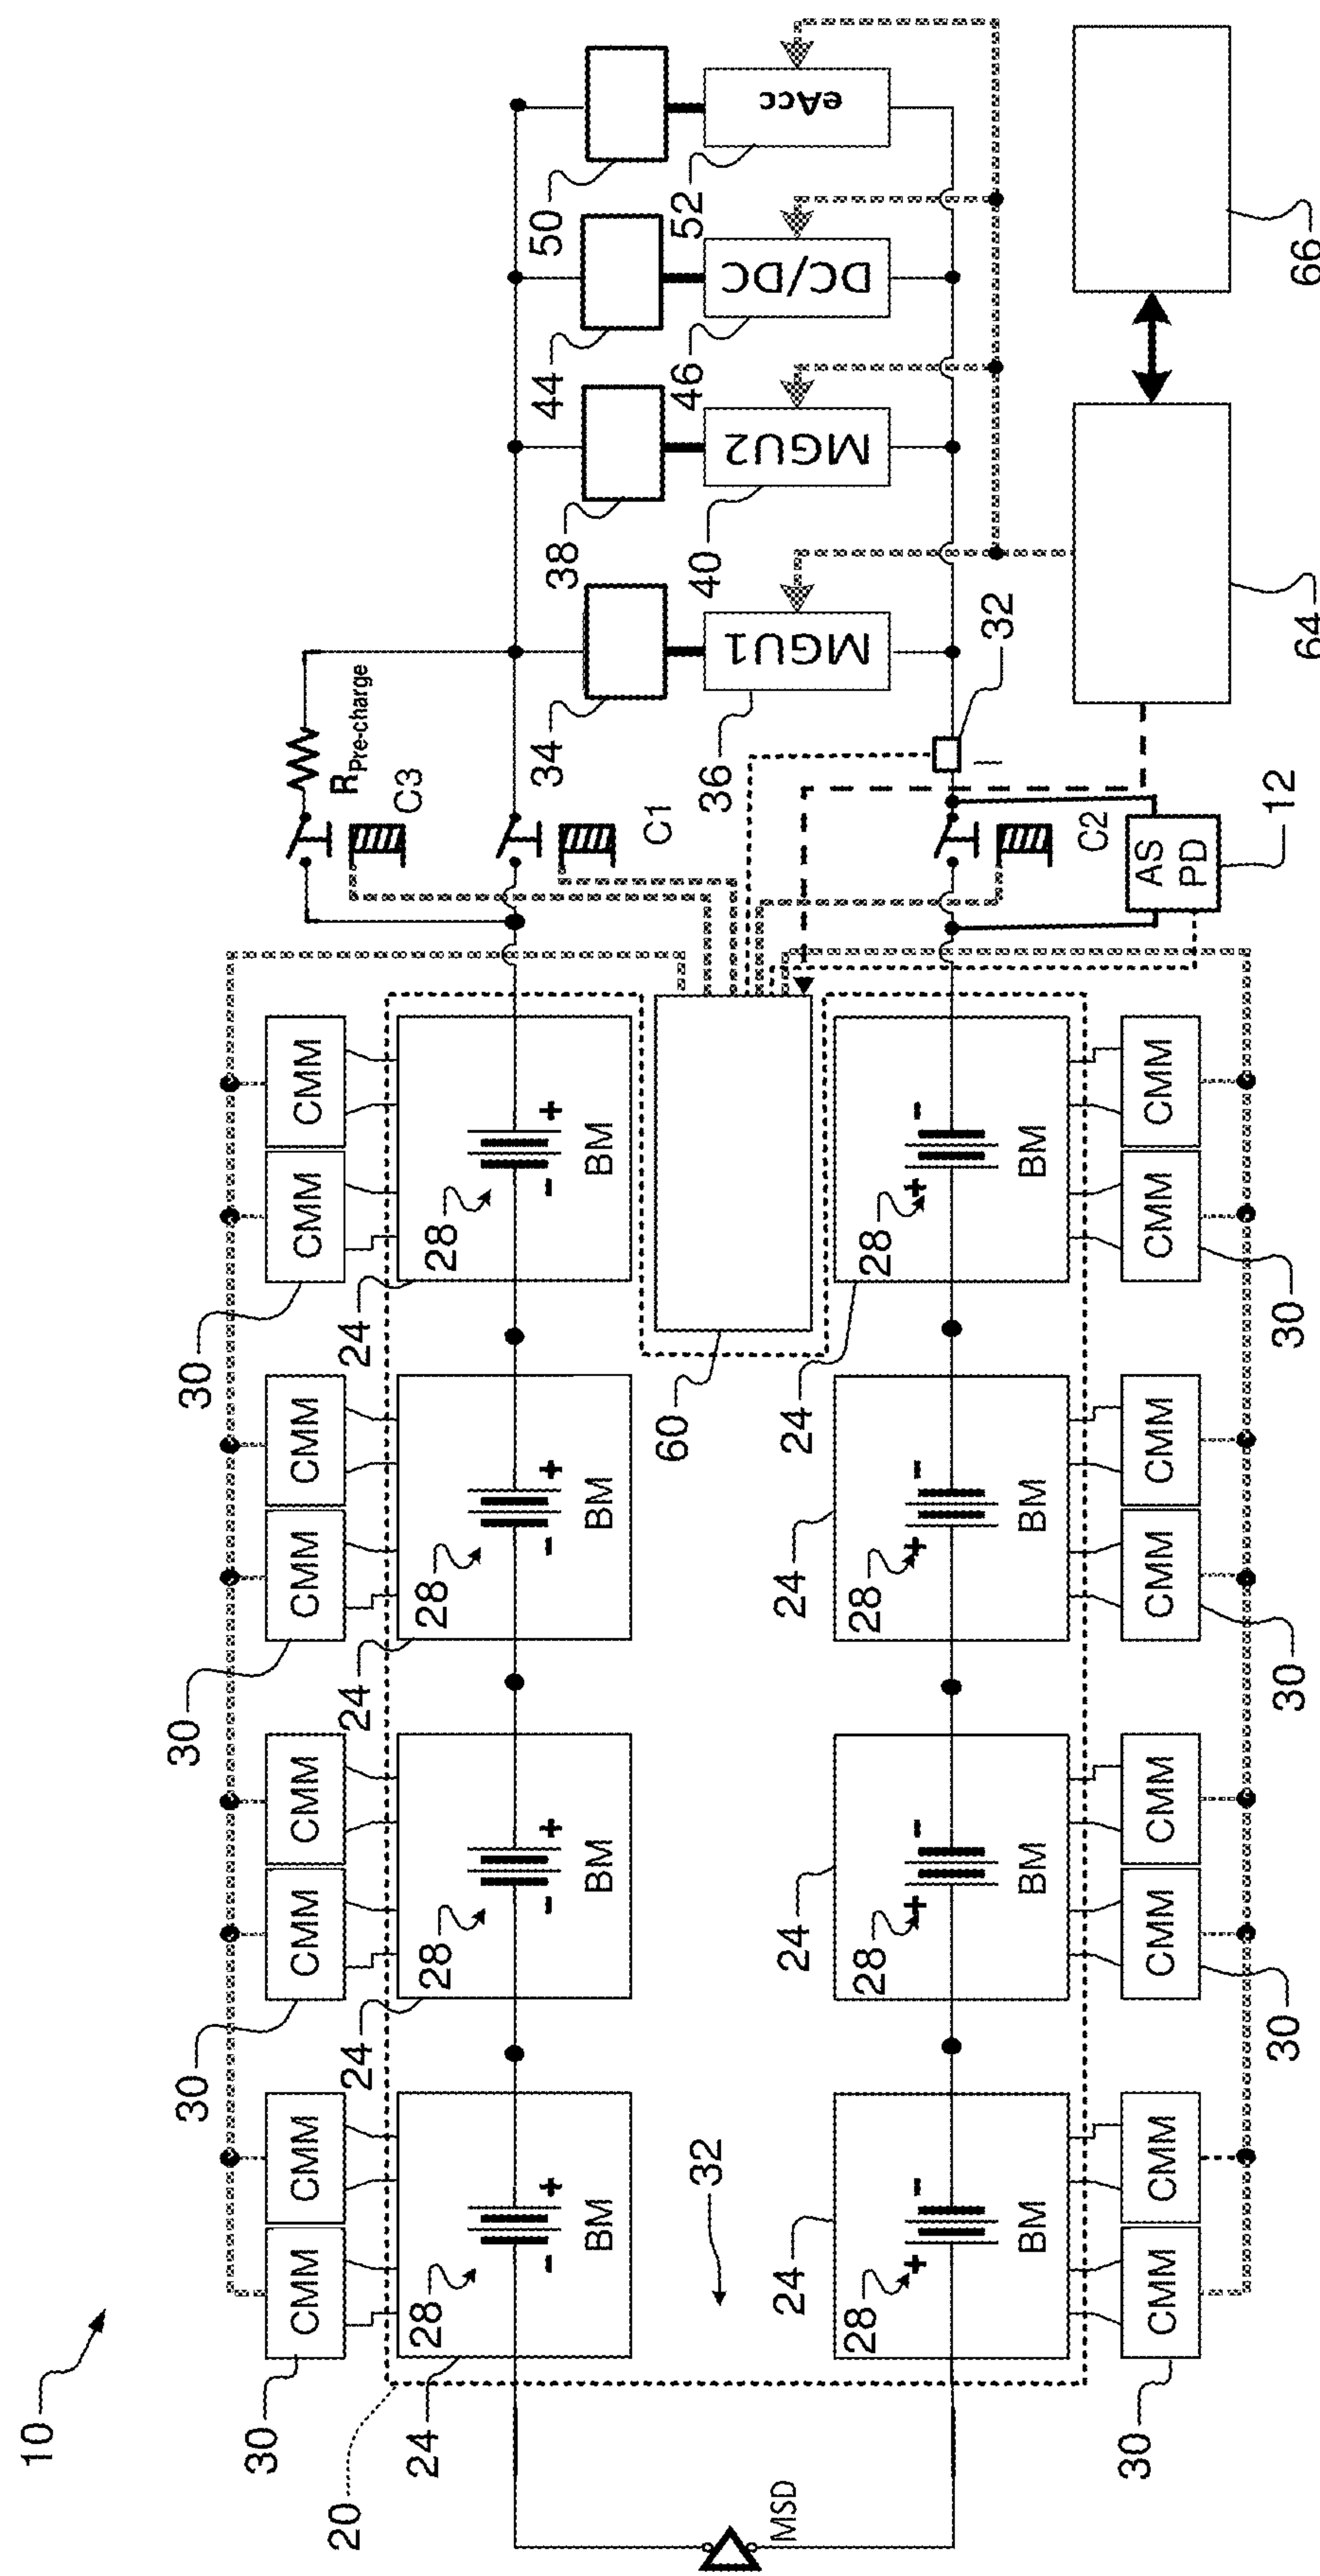 10
30
30
30
30
CMM
CMM
CMM
CMM
CMM
CMM
CMM
CMM
20
24
24
24
24
28
28
28
28
- +
- +
- +
- +
BM
BM
BM
BM
RPre-charge
C3
C1
34
38
44
50
MSD
32
60
36
40
46
52
MGU1
MGU2
DC/DC
eAcc
24
24
24
24
28
28
28
28
+ -
+ -
+ -
+ -
BM
BM
BM
BM
I
32
C2
CMM
CMM
CMM
CMM
CMM
CMM
CMM
CMM
AS
PD
30
30
30
30
12
64
66